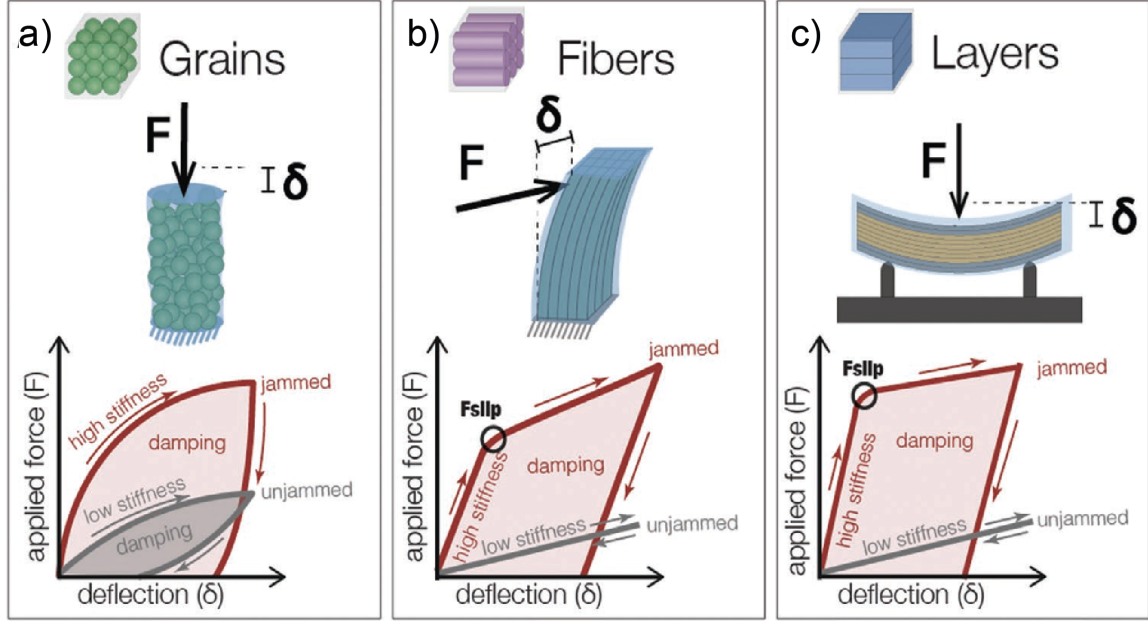 a)
Grains
F
δ
applied force (F)
high stiffness
jammed
damping
low stiffness
unjammed
damping
deflection (δ)
b)
Fibers
δ
F
applied force (F)
jammed
Fslip
damping
high stiffness
low stiffness
unjammed
deflection (δ)
c)
Layers
F
δ
applied force (F)
Fslip
jammed
damping
high stiffness
low stiffness
unjammed
deflection (δ)